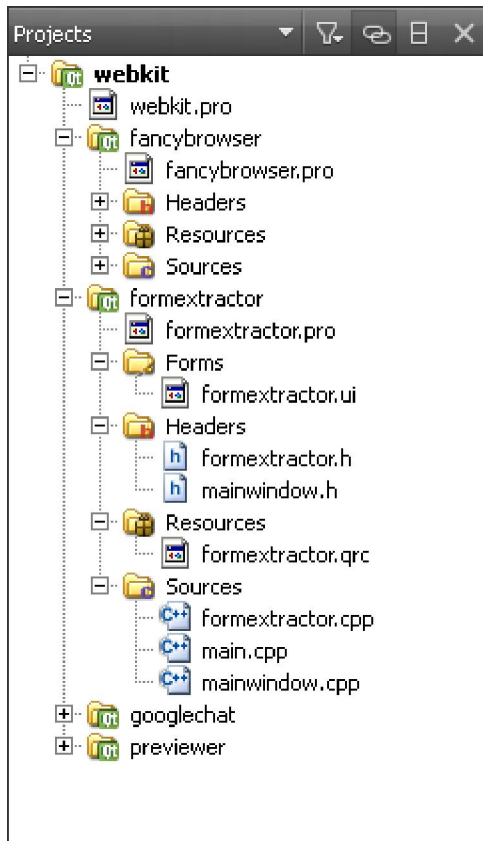 Projects
webkit
webkit.pro
fancybrowser
fancybrowser.pro
Headers
Resources
Sources
formextractor
formextractor.pro
Forms
formextractor.ui
Headers
formextractor.h
mainwindow.h
Resources
formextractor.qrc
Sources
formextractor.cpp
main.cpp
mainwindow.cpp
googlechat
previewer